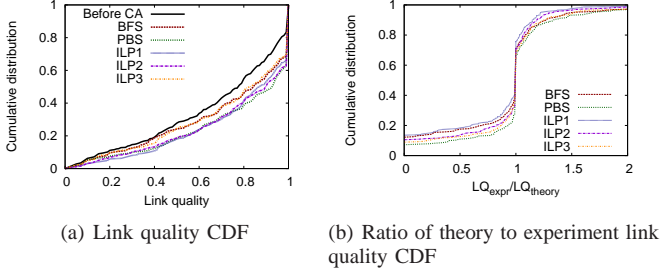 Cumulative distribution
1
0.8
0.6
0.4
0.2
0
Before CA
BFS
PBS
ILP1
ILP2
ILP3
0 0.2 0.4 0.6 0.8 1
Link quality
(a) Link quality CDF
Cumulative distribution
1
0.8
0.6
0.4
0.2
0
BFS
PBS
ILP1
ILP2
ILP3
0 0.5 1 1.5 2
LQexpr/LQtheory
(b) Ratio of theory to experiment link
quality CDF